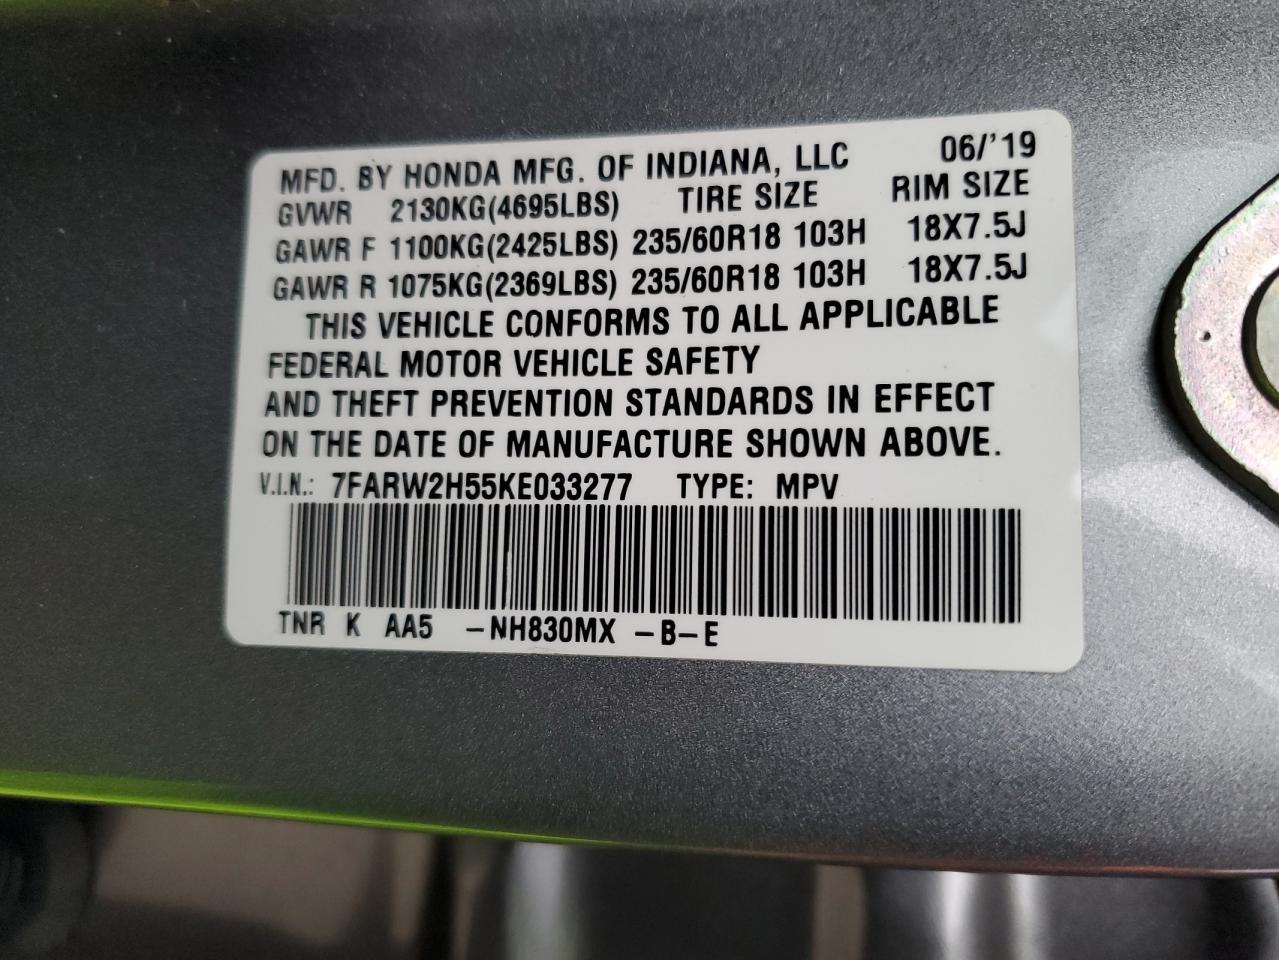 MFD. BY HONDA MFG. OF INDIANA, LLC 06/'19
GVWR 2130KG(4695LBS) TIRE SIZE RIM SIZE
GAWR F 1100KG(2425LBS) 235/60R18 103H 18X7.5J
GAWR R 1075KG(2369LBS) 235/60R18 103H 18X7.5J
THIS VEHICLE CONFORMS TO ALL APPLICABLE
FEDERAL MOTOR VEHICLE SAFETY
AND THEFT PREVENTION STANDARDS IN EFFECT
ON THE DATE OF MANUFACTURE SHOWN ABOVE.
V.I.N.: 7FARW2H55KE033277 TYPE: MPV
TNR K AA5 -NH830MX -B-E